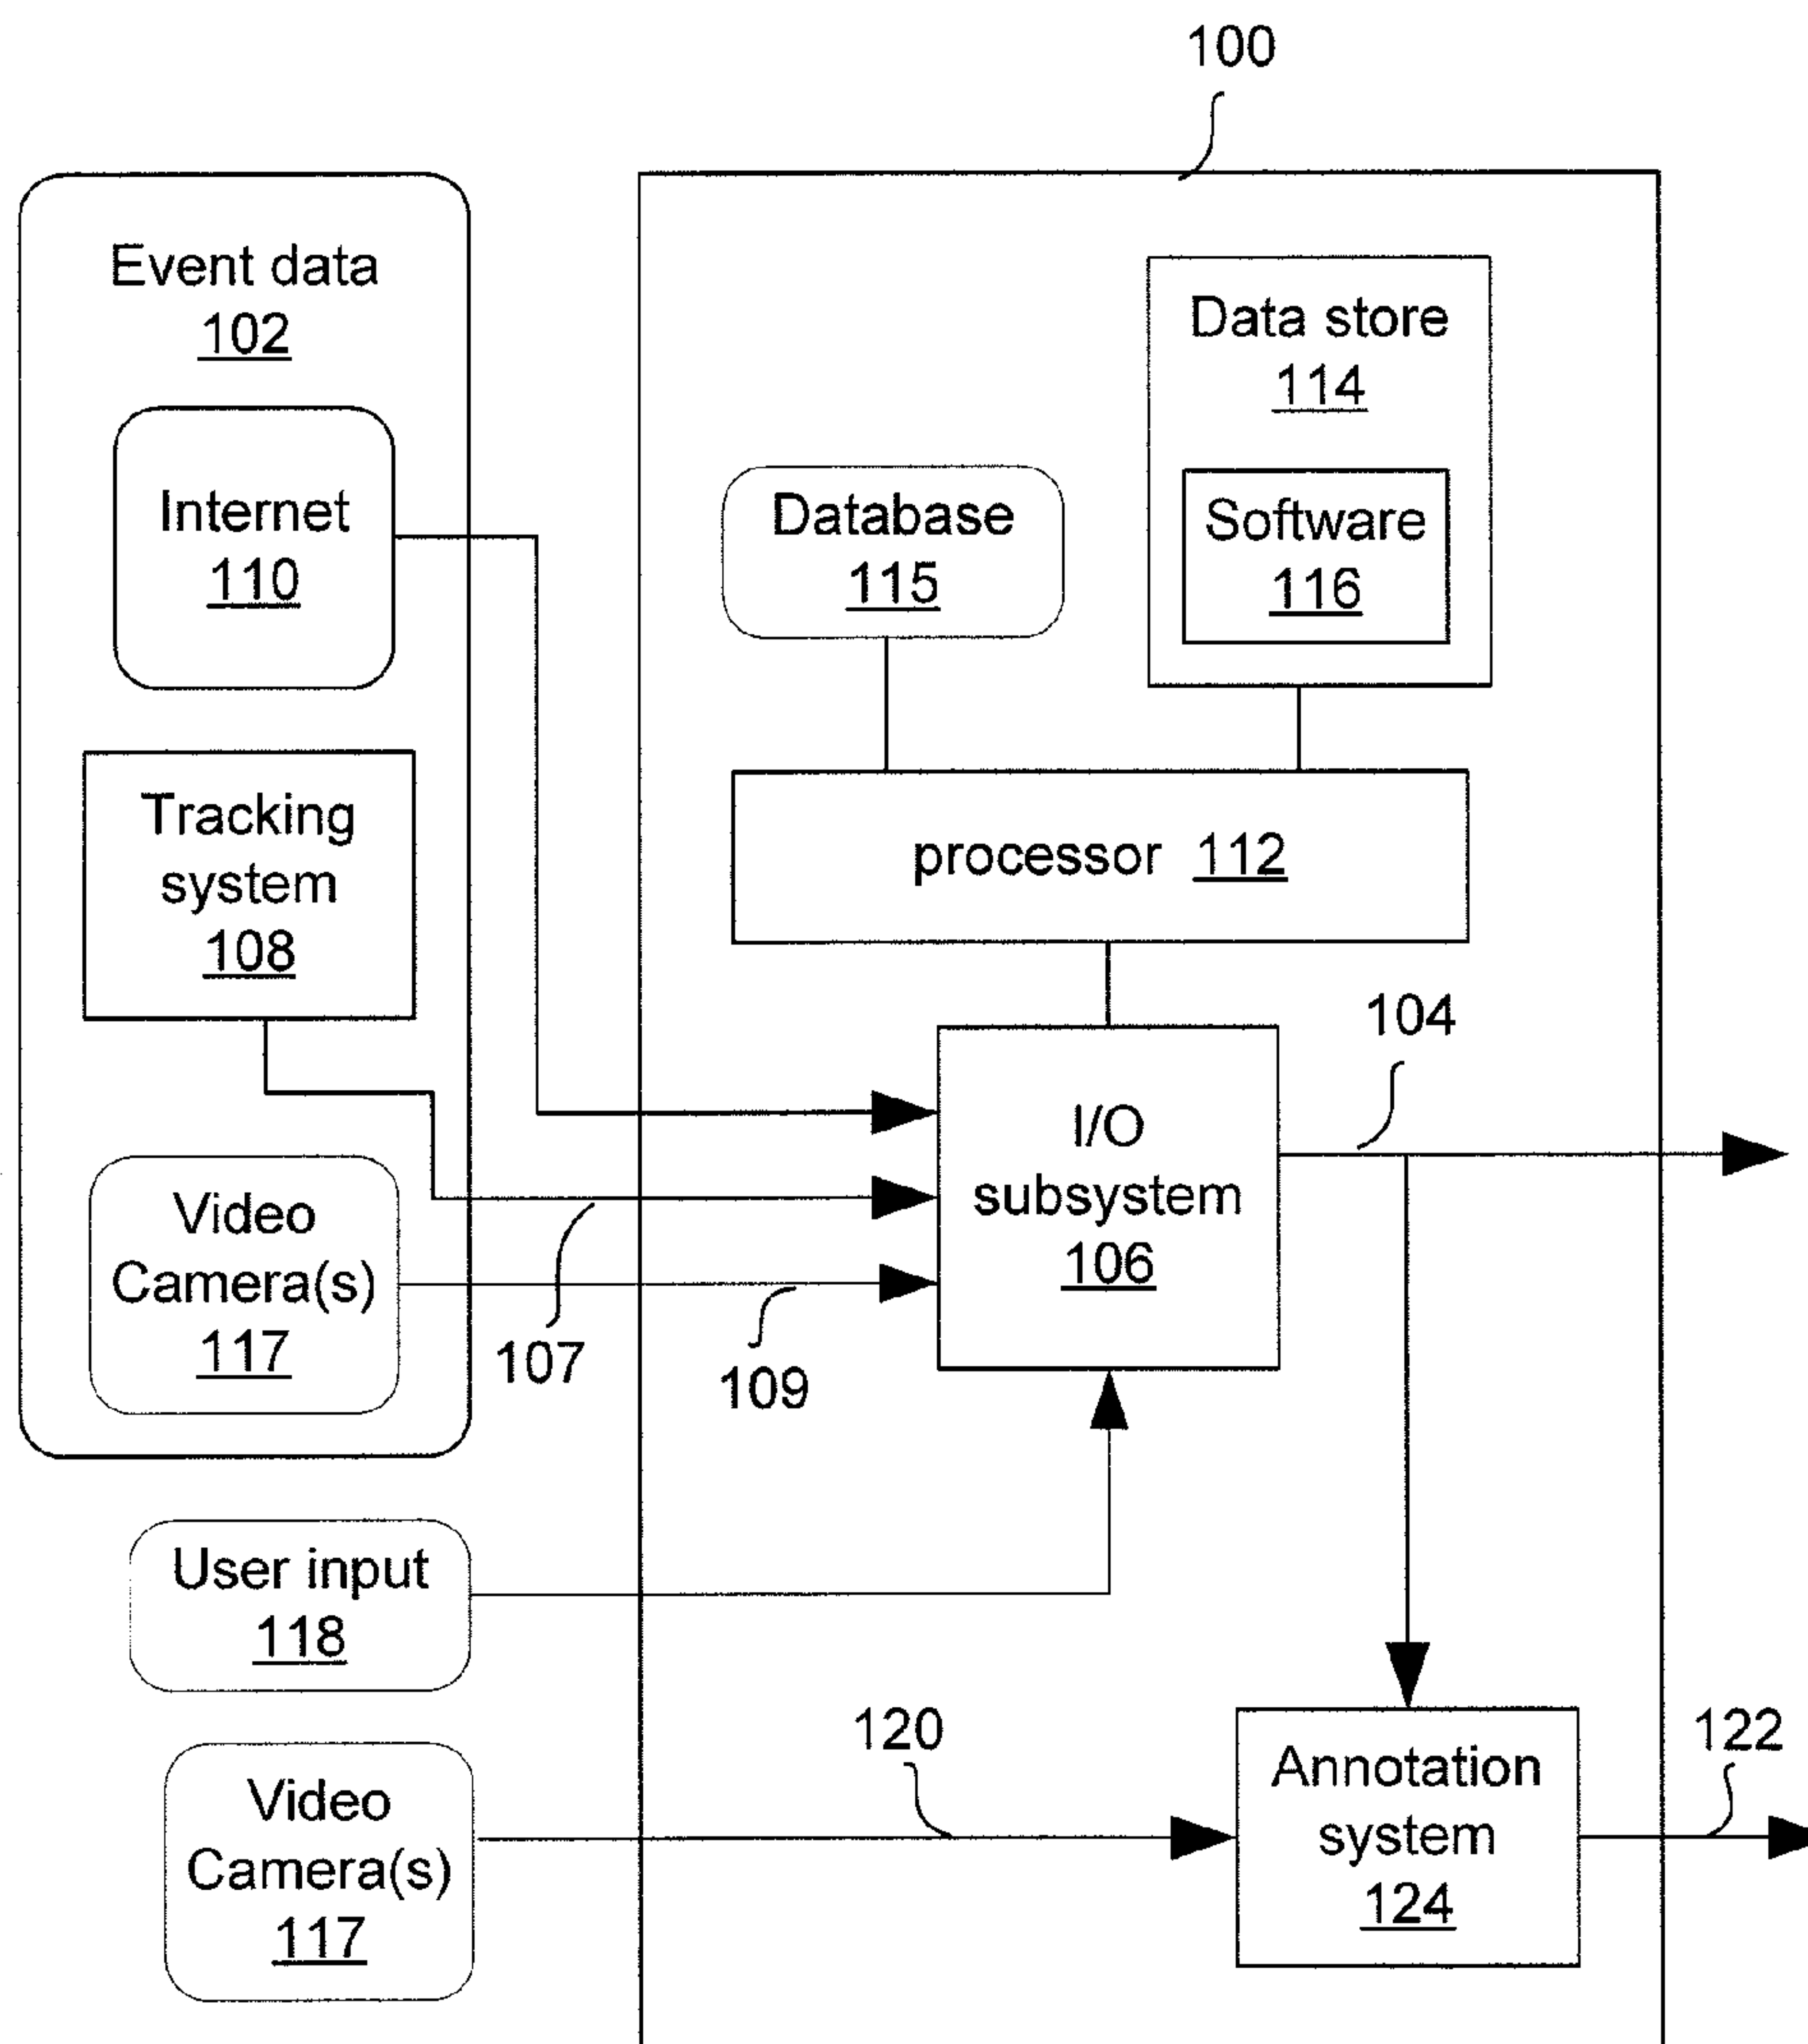 100
Event data
102
Internet
110
Tracking
system
108
Video
Camera(s)
117
107
109
Database
115
Data store
114
Software
116
processor 112
I/O
subsystem
106
104
User input
118
Video
Camera(s)
117
120
Annotation
system
124
122